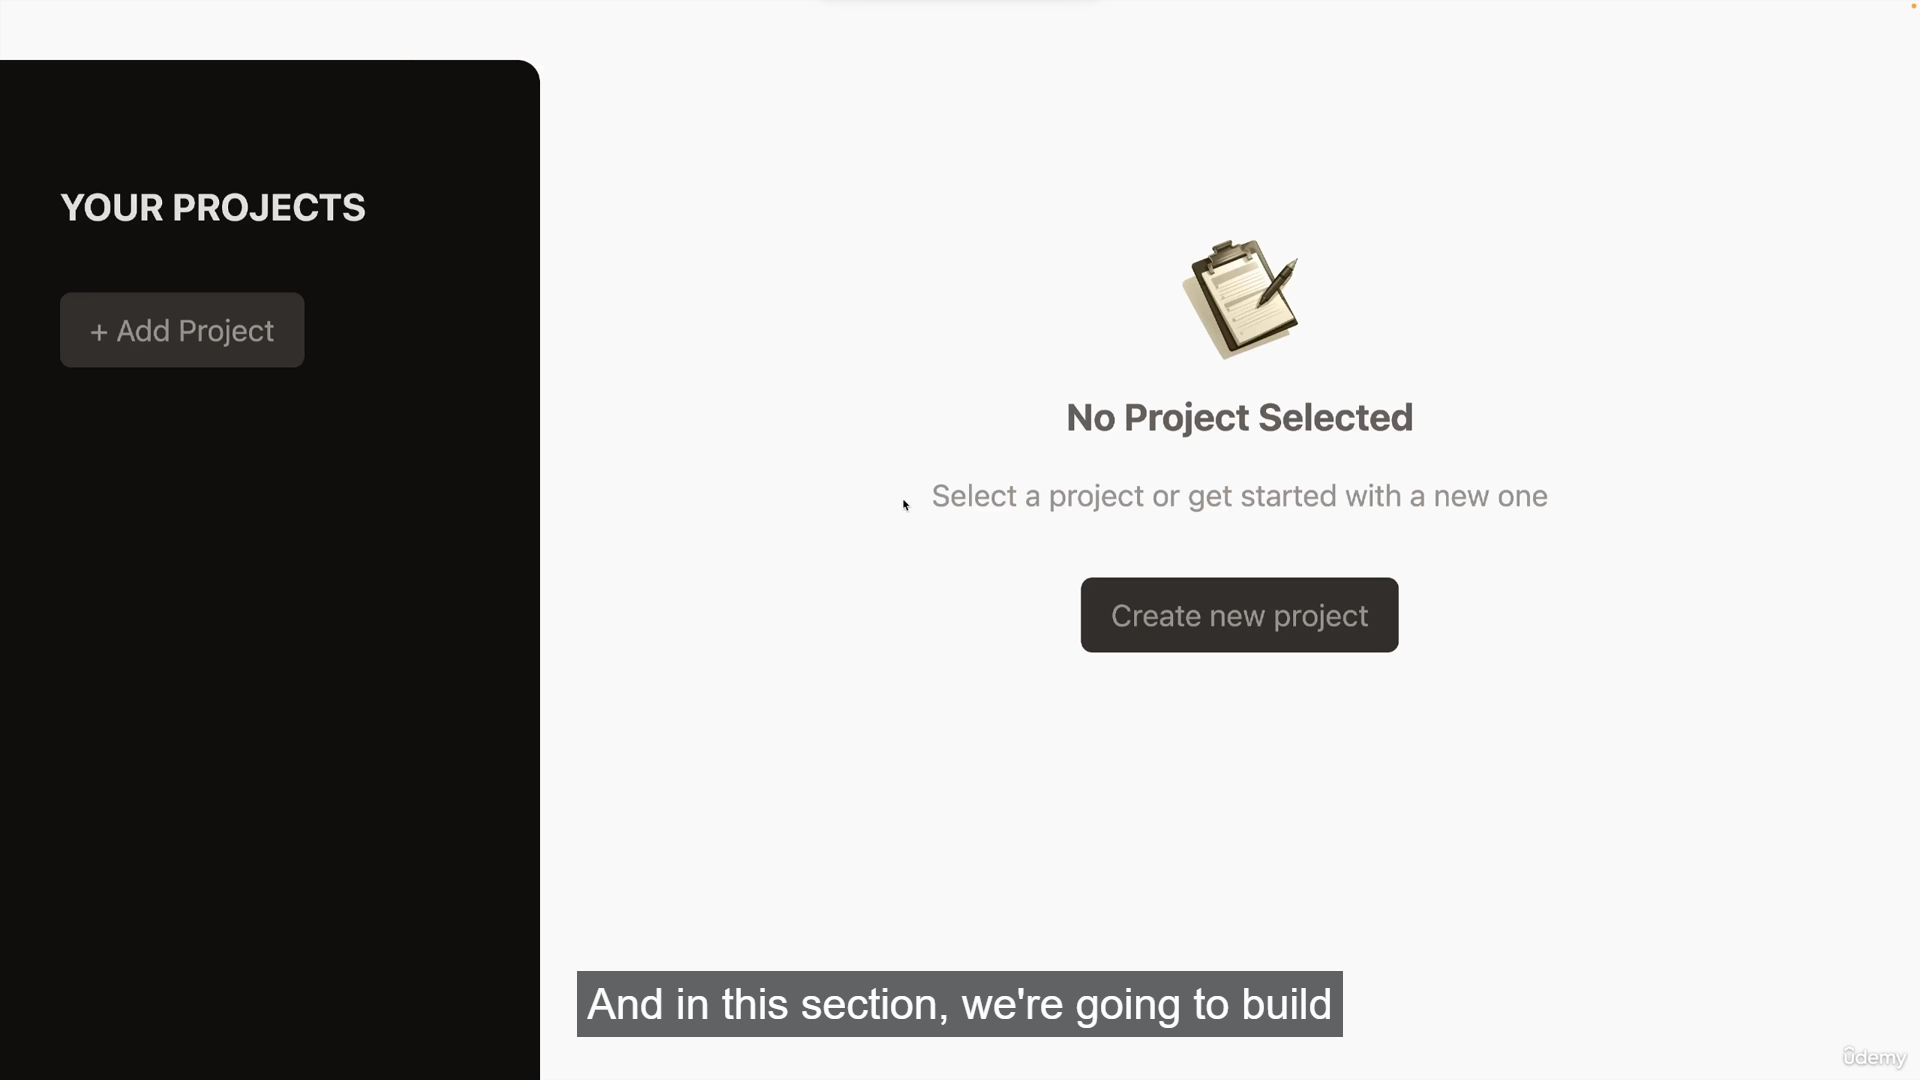 YOUR PROJECTS
+ Add Project
No Project Selected
Select a project or get started with a new one
Create new project
And in this section, we're going to build
ûdemy